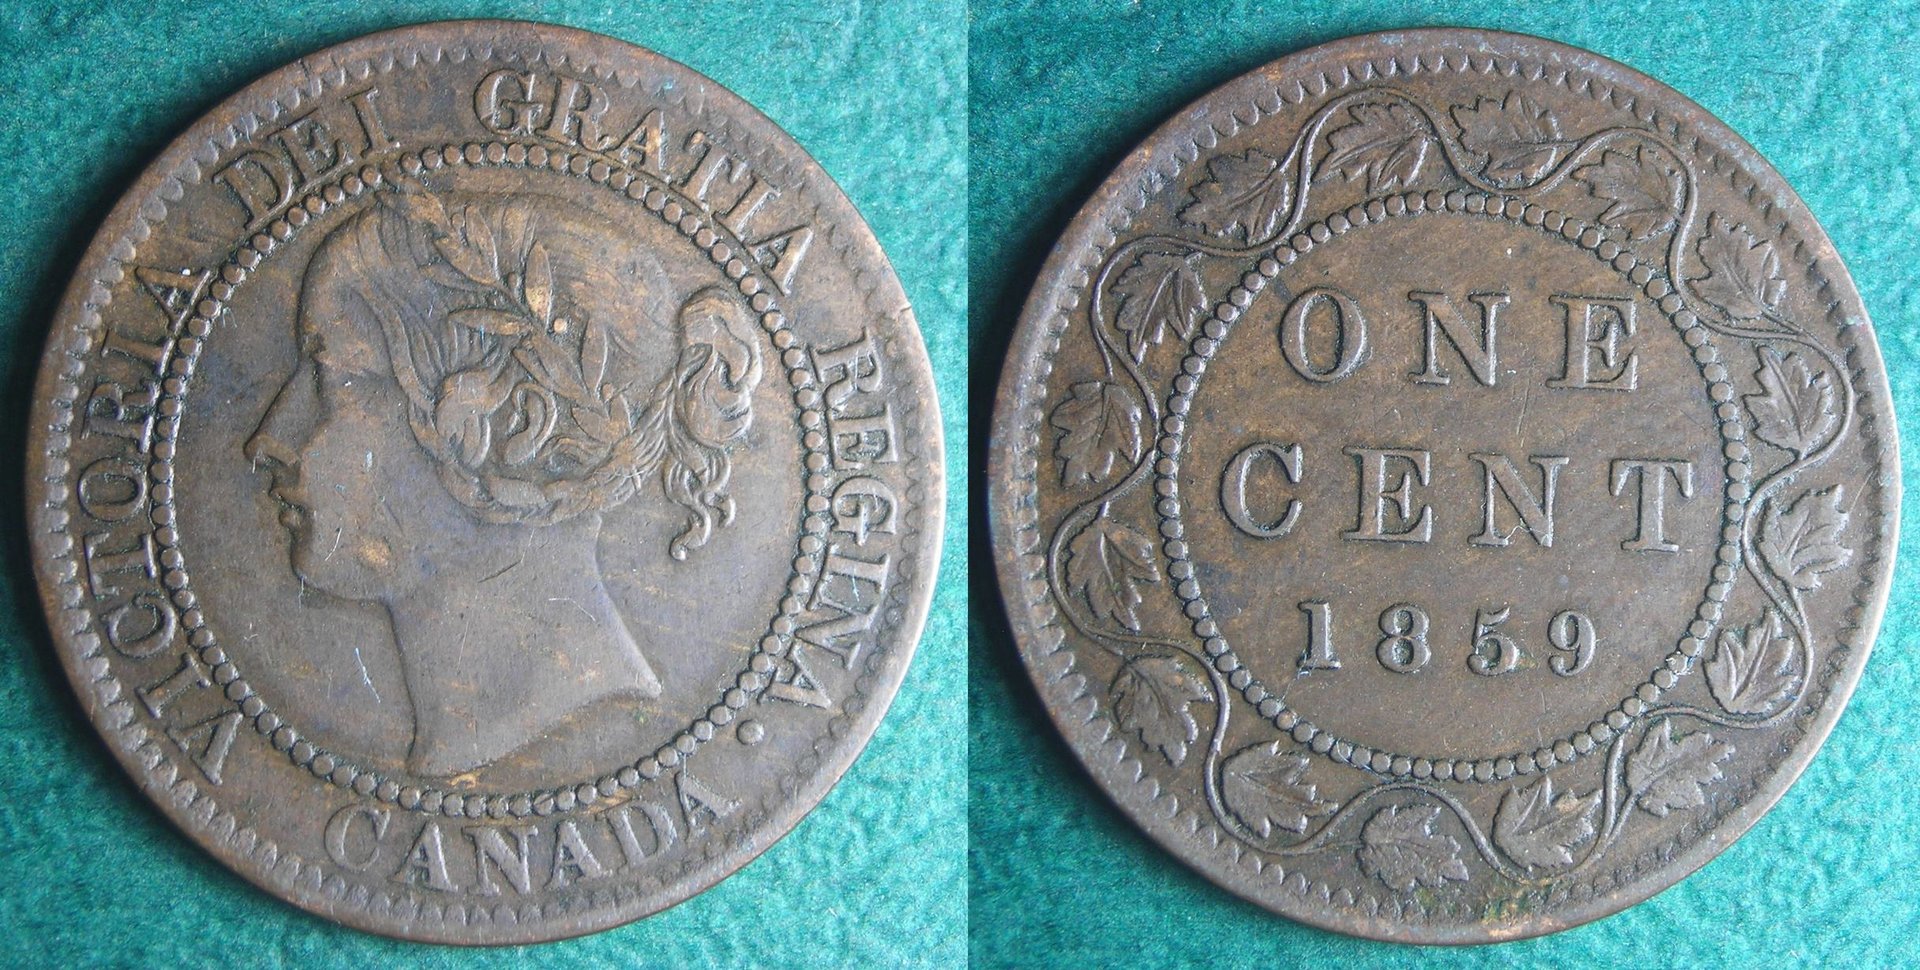 VICTORIA DEI GRATIA REGINA.
CANADA
ONE
CENT
1859